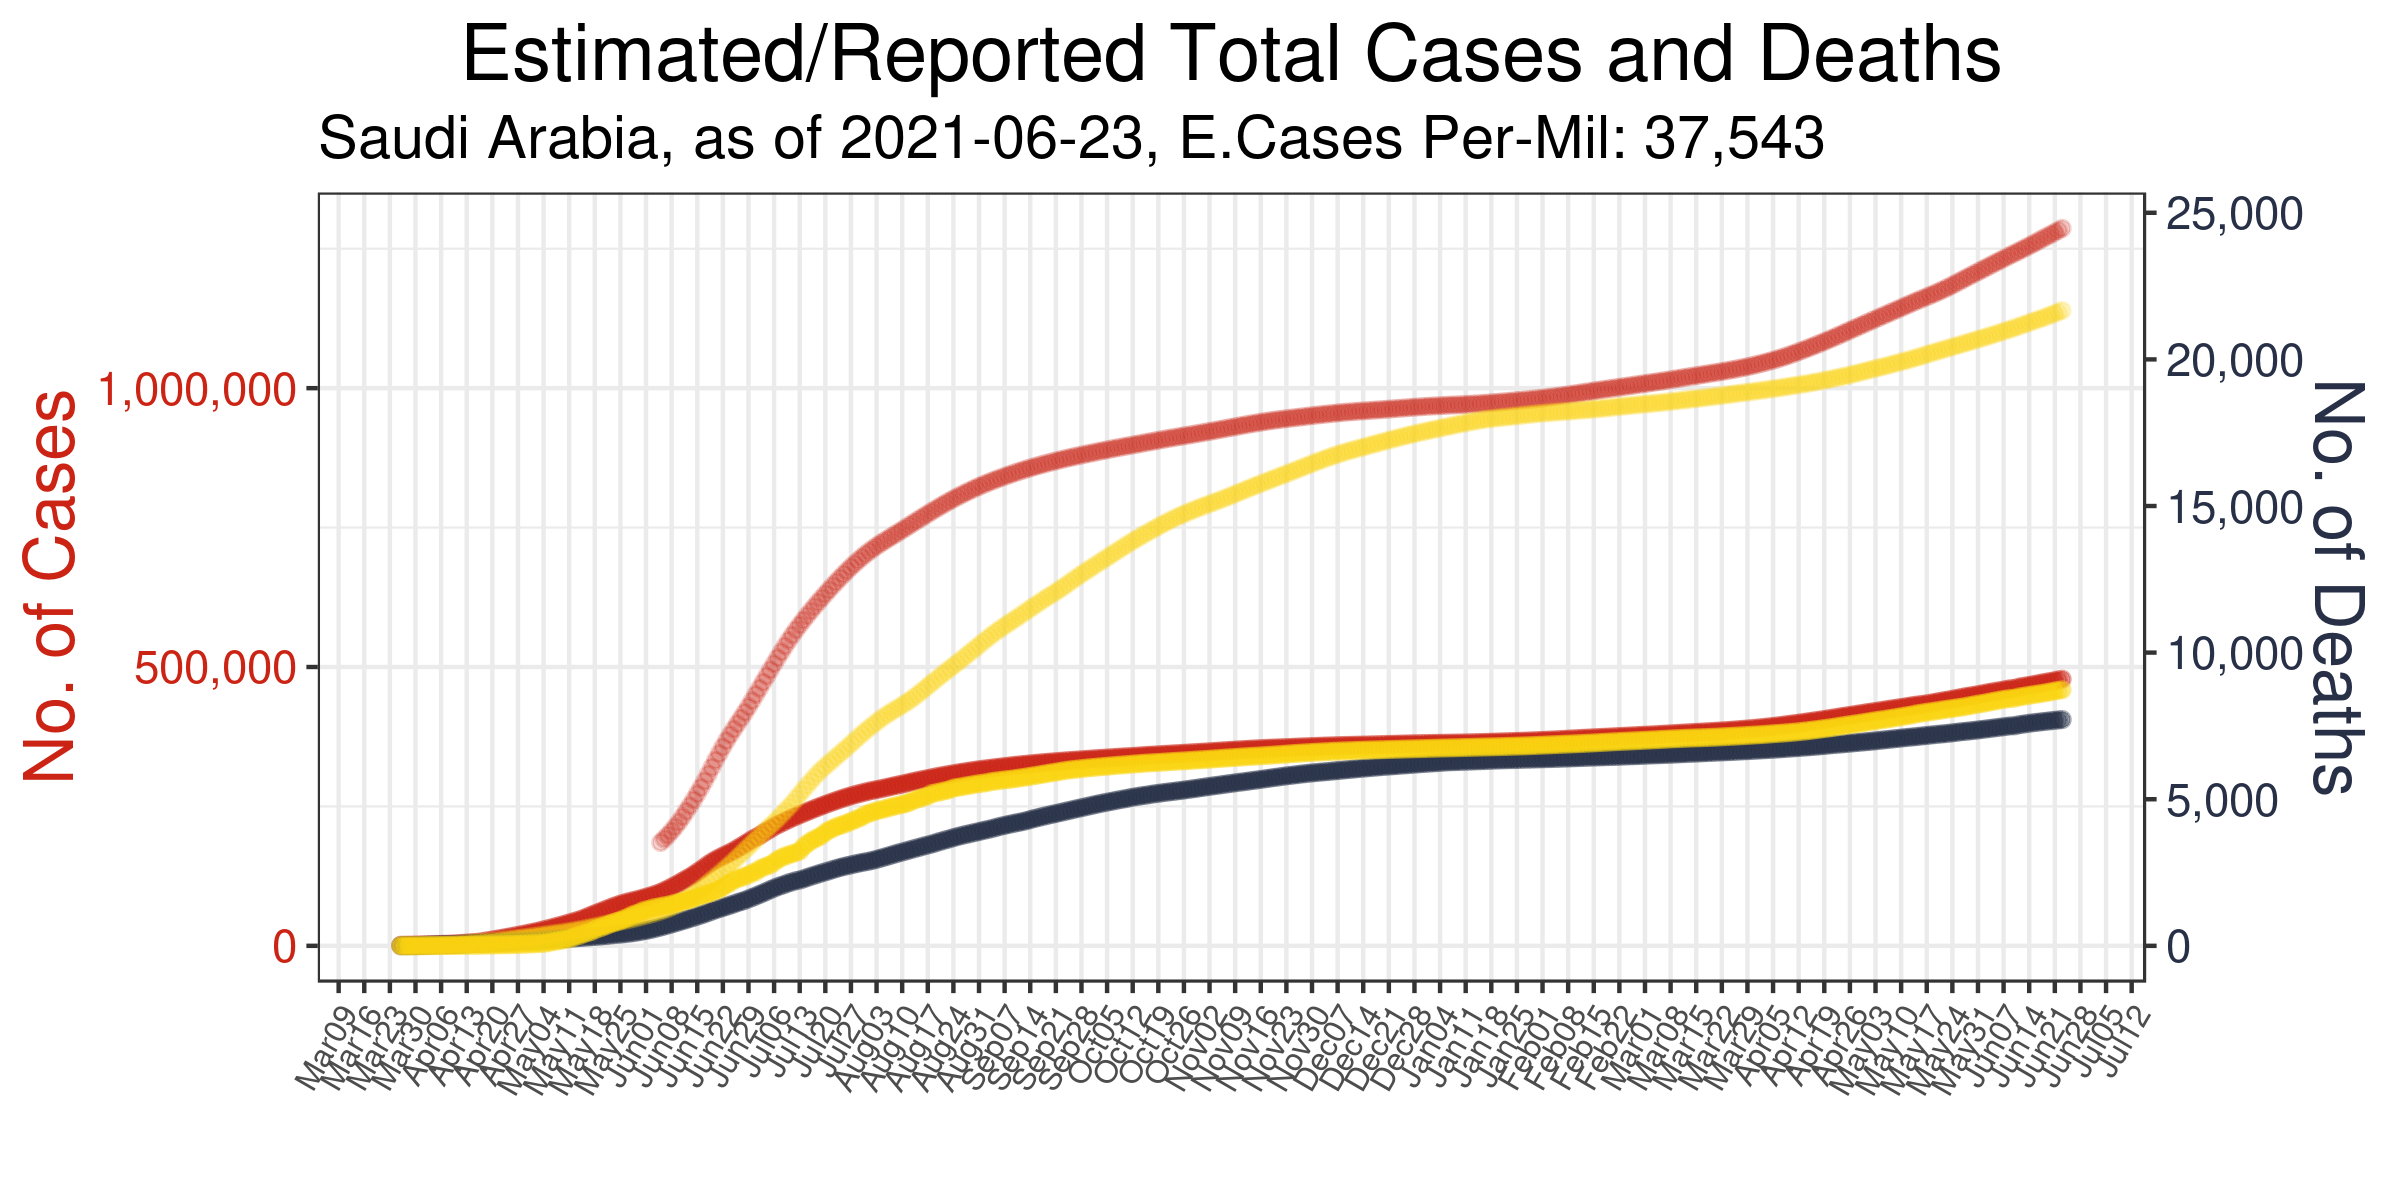 Estimated/Reported Total Cases and Deaths
Saudi Arabia, as of 2021-06-23, E.Cases Per-Mil: 37,543
No. of Cases
1,000,000
500,000
0
25,000
20,000
15,000
10,000
5,000
0
No. of Deaths
Mar09
Mar16
Mar23
Mar30
Apr06
Apr13
Apr20
Apr27
May04
May11
May18
May25
Jun01
Jun08
Jun15
Jun22
Jun29
Jul06
Jul13
Jul20
Jul27
Aug03
Aug10
Aug17
Aug24
Aug31
Sep07
Sep14
Sep21
Sep28
Oct05
Oct12
Oct19
Oct26
Nov02
Nov09
Nov16
Nov23
Nov30
Dec07
Dec14
Dec21
Dec28
Jan04
Jan11
Jan18
Jan25
Feb01
Feb08
Feb15
Feb22
Mar01
Mar08
Mar15
Mar22
Mar29
Apr05
Apr12
Apr19
Apr26
May03
May10
May17
May24
May31
Jun07
Jun14
Jun21
Jun28
Jul05
Jul12